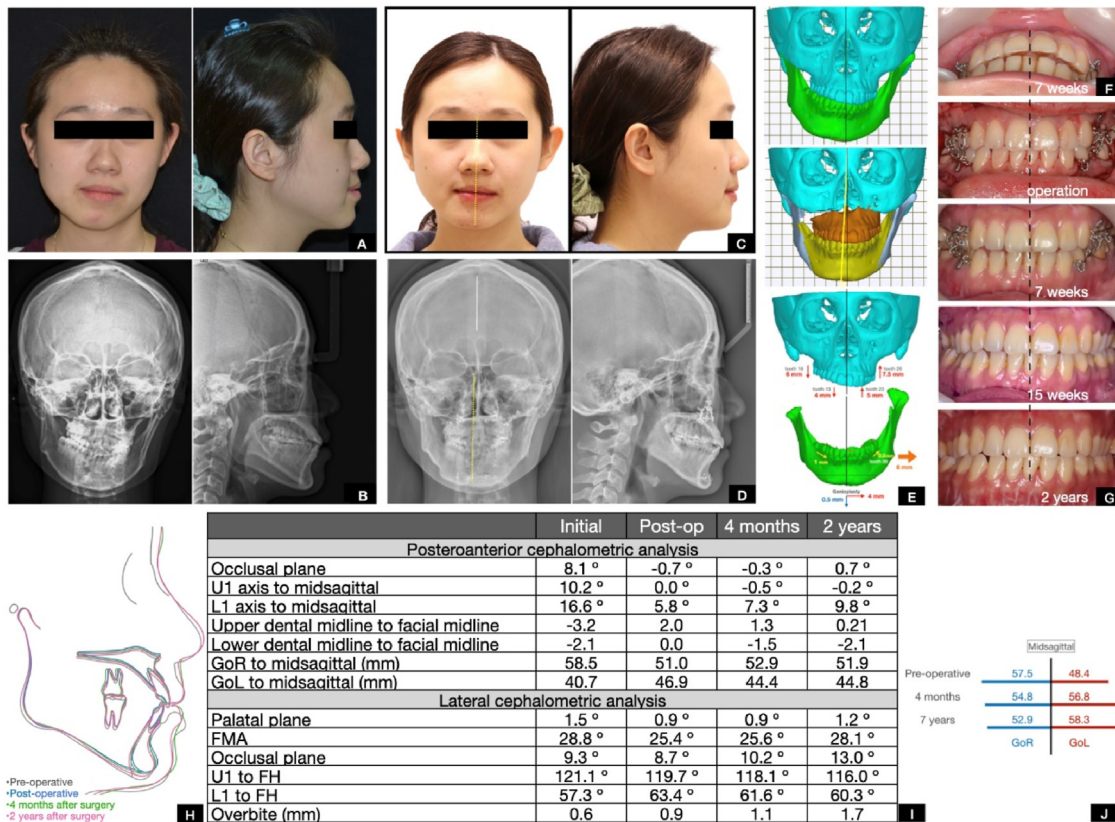 A
C
B
D
tooth 16
6 mm
tooth 26
7.5 mm
tooth 13
4 mm
tooth 23
5 mm
1 mm
6 mm
Genioplasty
0.5 mm
4 mm
E
7 weeks
F
operation
7 weeks
15 weeks
2 years
G
•Pre-operative
•Post-operative
•4 months after surgery
•2 years after surgery
H
Initial Post-op 4 months 2 years
Posteroanterior cephalometric analysis
Occlusal plane 8.1 º -0.7 º -0.3 º 0.7 º
U1 axis to midsagittal 10.2 º 0.0 º -0.5 º -0.2 º
L1 axis to midsagittal 16.6 º 5.8 º 7.3 º 9.8 º
Upper dental midline to facial midline -3.2 2.0 1.3 0.21
Lower dental midline to facial midline -2.1 0.0 -1.5 -2.1
GoR to midsagittal (mm) 58.5 51.0 52.9 51.9
GoL to midsagittal (mm) 40.7 46.9 44.4 44.8
Lateral cephalometric analysis
Palatal plane 1.5 º 0.9 º 0.9 º 1.2 º
FMA 28.8 º 25.4 º 25.6 º 28.1 º
Occlusal plane 9.3 º 8.7 º 10.2 º 13.0 º
U1 to FH 121.1 º 119.7 º 118.1 º 116.0 º
L1 to FH 57.3 º 63.4 º 61.6 º 60.3 º
Overbite (mm) 0.6 0.9 1.1 1.7
I
Midsagittal
Pre-operative 57.5 48.4
4 months 54.8 56.8
7 years 52.9 58.3
GoR GoL
J